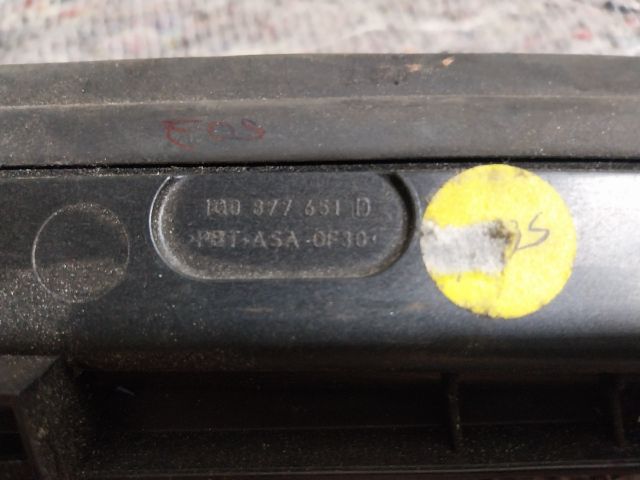 EOS
1Q0 877 651 D
>PBT+ASA-GF30<